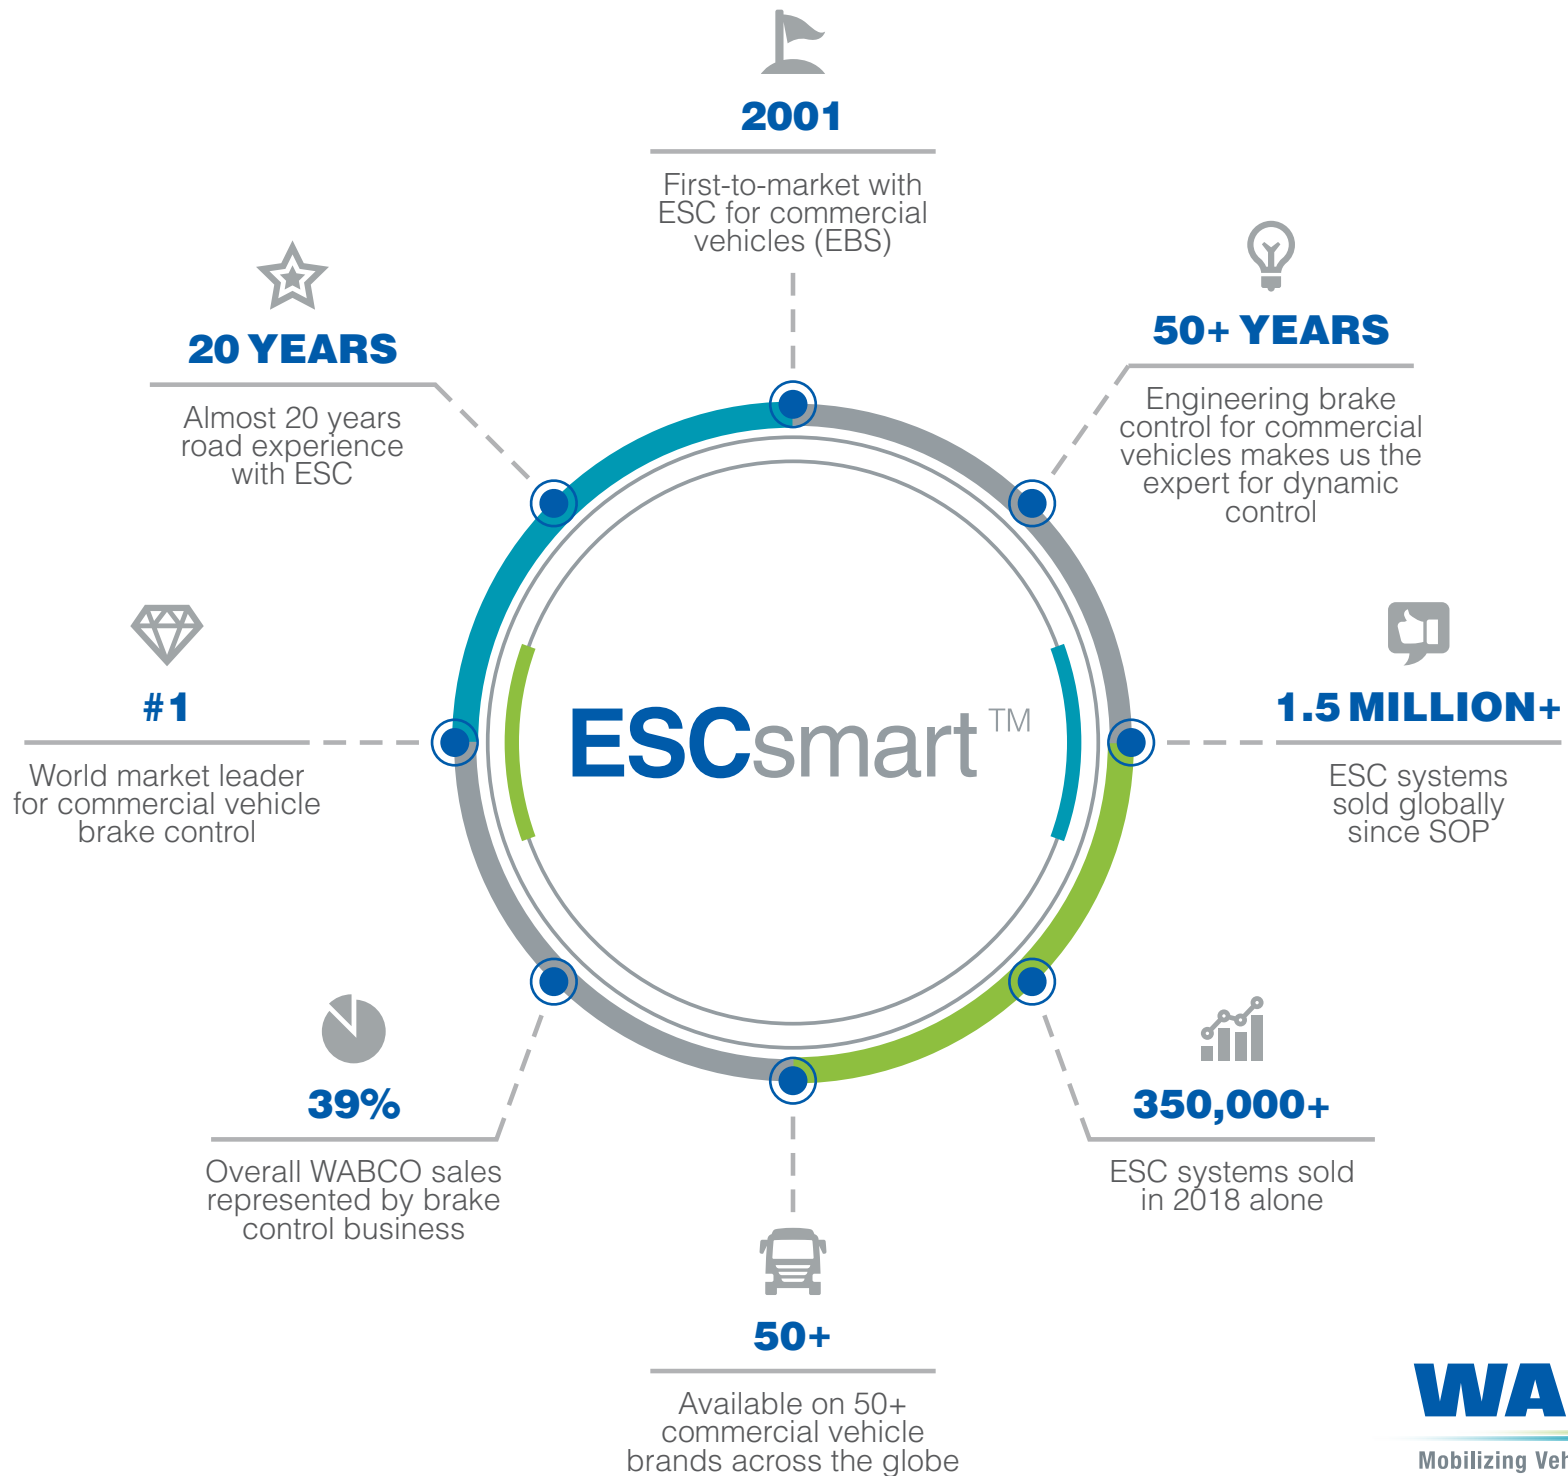 2001
First-to-market with
ESC for commercial
vehicles (EBS)
50+ YEARS
Engineering brake
control for commercial
vehicles makes us the
expert for dynamic
control
1.5 MILLION+
ESC systems
sold globally
since SOP
350,000+
ESC systems sold
in 2018 alone
50+
Available on 50+
commercial vehicle
brands across the globe
39%
Overall WABCO sales
represented by brake
control business
#1
World market leader
for commercial vehicle
brake control
20 YEARS
Almost 20 years
road experience
with ESC
ESCsmart™
WA
Mobilizing Veh